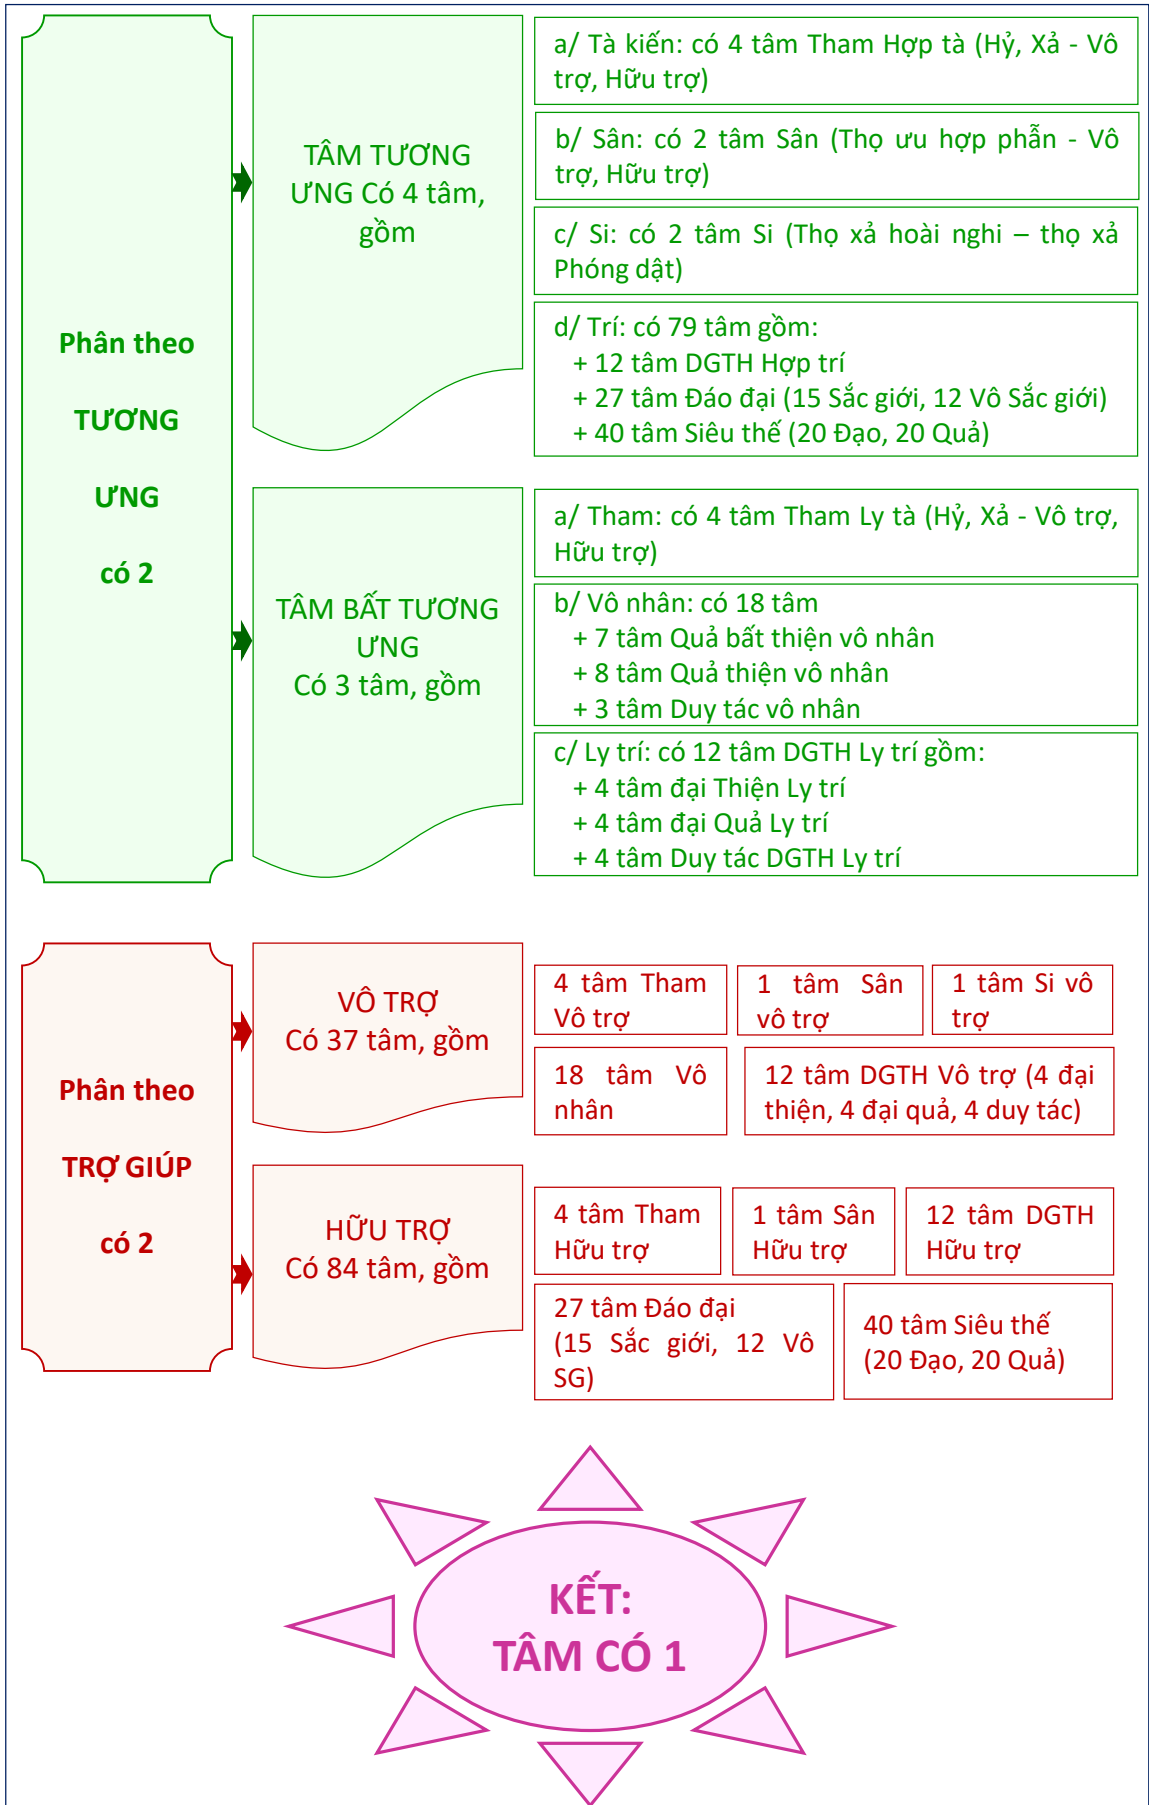 Phân theo
TƯƠNG
ƯNG
có 2
TÂM TƯƠNG
ƯNG Có 4 tâm,
gồm
a/ Tà kiến: có 4 tâm Tham Hợp tà (Hỷ, Xả - Vô
trợ, Hữu trợ)
b/ Sân: có 2 tâm Sân (Thọ ưu hợp phẫn - Vô
trợ, Hữu trợ)
c/ Si: có 2 tâm Si (Thọ xả hoài nghi – thọ xả
Phóng dật)
d/ Trí: có 79 tâm gồm:
+ 12 tâm DGTH Hợp trí
+ 27 tâm Đáo đại (15 Sắc giới, 12 Vô Sắc giới)
+ 40 tâm Siêu thế (20 Đạo, 20 Quả)
TÂM BẤT TƯƠNG
ƯNG
Có 3 tâm, gồm
a/ Tham: có 4 tâm Tham Ly tà (Hỷ, Xả - Vô trợ,
Hữu trợ)
b/ Vô nhân: có 18 tâm
+ 7 tâm Quả bất thiện vô nhân
+ 8 tâm Quả thiện vô nhân
+ 3 tâm Duy tác vô nhân
c/ Ly trí: có 12 tâm DGTH Ly trí gồm:
+ 4 tâm đại Thiện Ly trí
+ 4 tâm đại Quả Ly trí
+ 4 tâm Duy tác DGTH Ly trí
Phân theo
TRỢ GIÚP
có 2
VÔ TRỢ
Có 37 tâm, gồm
4 tâm Tham
Vô trợ
1 tâm Sân
vô trợ
1 tâm Si vô
trợ
18 tâm Vô
nhân
12 tâm DGTH Vô trợ (4 đại
thiện, 4 đại quả, 4 duy tác)
HỮU TRỢ
Có 84 tâm, gồm
4 tâm Tham
Hữu trợ
1 tâm Sân
Hữu trợ
12 tâm DGTH
Hữu trợ
27 tâm Đáo đại
(15 Sắc giới, 12 Vô
SG)
40 tâm Siêu thế
(20 Đạo, 20 Quả)
KẾT:
TÂM CÓ 1